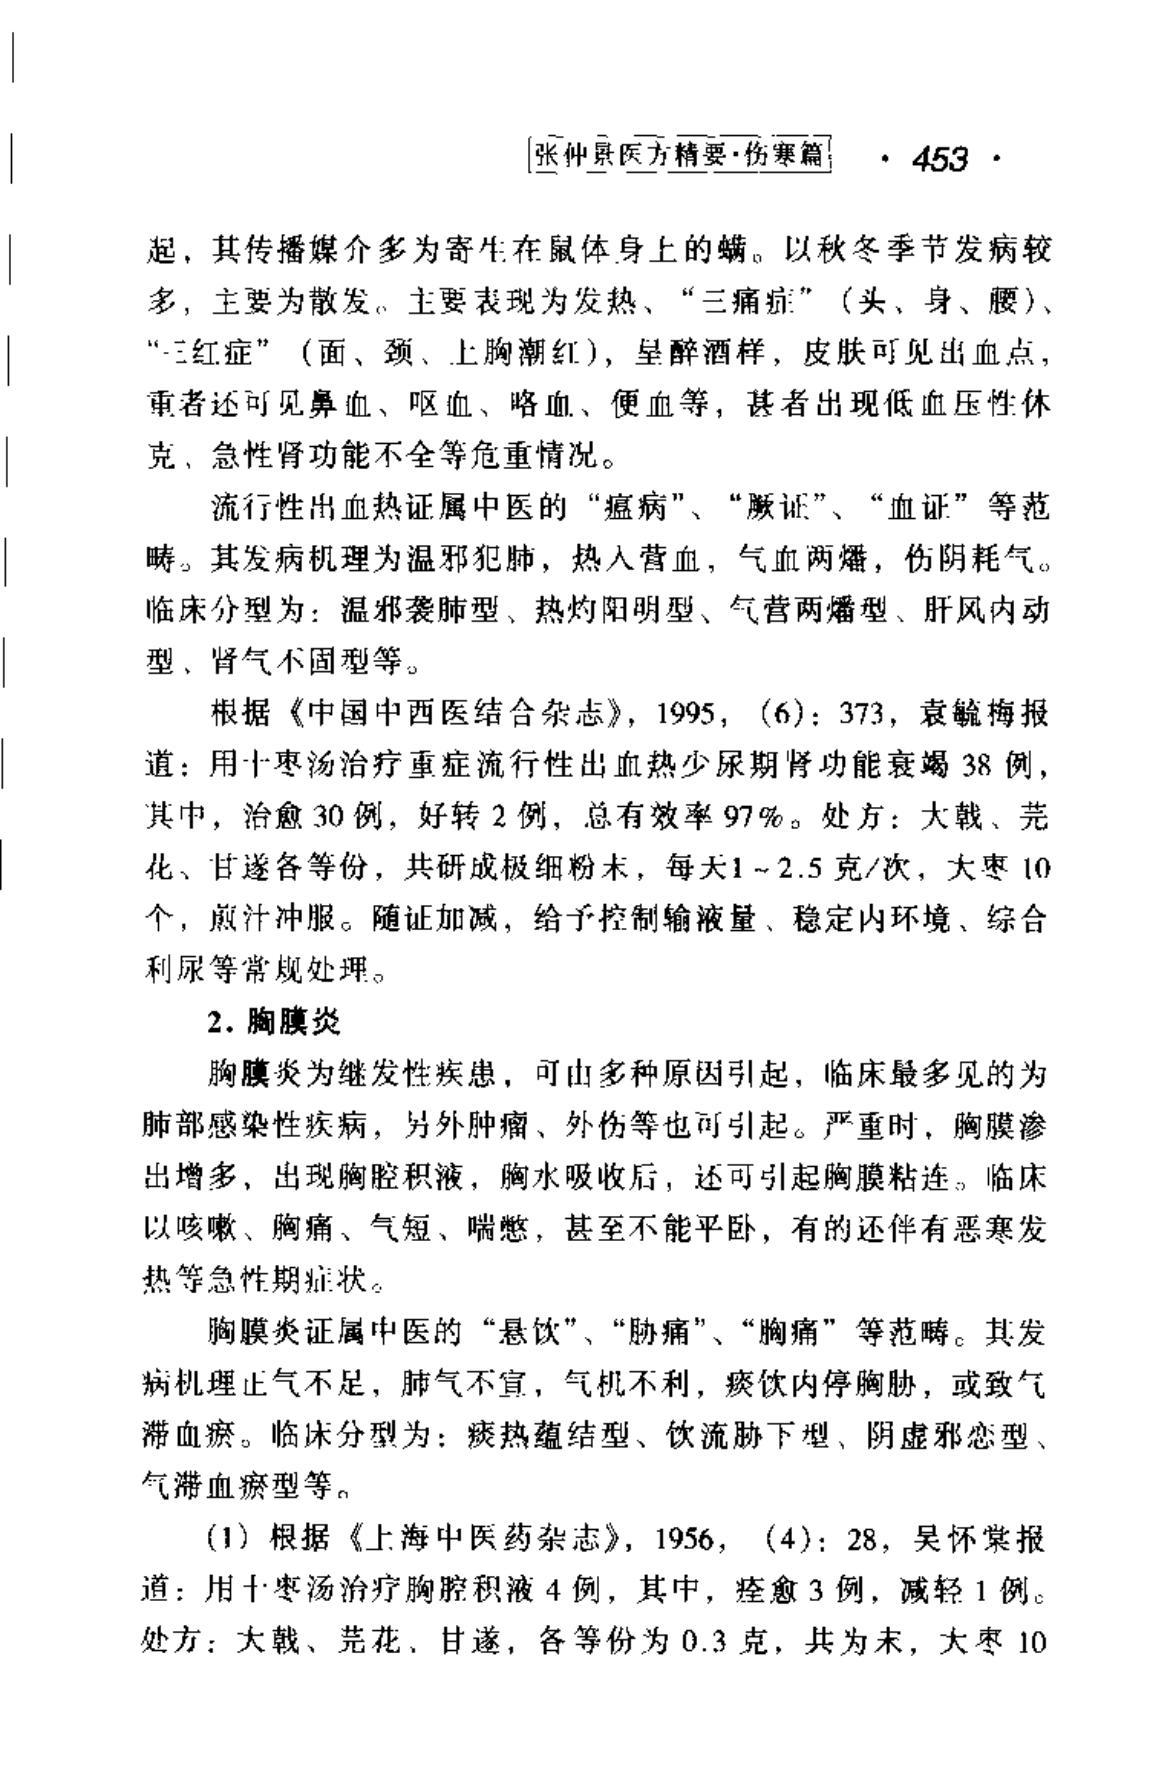 张仲景医方精要·伤寒篇 · 453 ·
起，其传播媒介多为寄生在鼠体身上的螨。以秋冬季节发病较
多，主要为散发。主要表现为发热、“三痛症”（头、身、腰）、
“三红症”（面、颈、上胸潮红），呈醉酒样，皮肤可见出血点，
重者还可见鼻血、呕血、咯血、便血等，甚者出现低血压性休
克、急性肾功能不全等危重情况。
流行性出血热证属中医的“瘟病”、“厥证”、“血证”等范
畴。其发病机理为温邪犯肺，热入营血，气血两燔，伤阴耗气。
临床分型为：温邪袭肺型、热灼阳明型、气营两燔型、肝风内动
型、肾气不固型等。
根据《中国中西医结合杂志》，1995，（6）：373，袁毓梅报
道：用十枣汤治疗重症流行性出血热少尿期肾功能衰竭 38 例，
其中，治愈 30 例，好转 2 例，总有效率 97%。处方：大戟、芫
花、甘遂各等份，共研成极细粉末，每天1~2.5 克/次，大枣 10
个，煎汁冲服。随证加减，给予控制输液量、稳定内环境、综合
利尿等常规处理。
2. 胸膜炎
胸膜炎为继发性疾患，可由多种原因引起，临床最多见的为
肺部感染性疾病，另外肿瘤、外伤等也可引起。严重时，胸膜渗
出增多，出现胸腔积液，胸水吸收后，还可引起胸膜粘连。临床
以咳嗽、胸痛、气短、喘憋，甚至不能平卧，有的还伴有恶寒发
热等急性期症状。
胸膜炎证属中医的“悬饮”、“胁痛”、“胸痛”等范畴。其发
病机理正气不足，肺气不宣，气机不利，痰饮内停胸胁，或致气
滞血瘀。临床分型为：痰热蕴结型、饮流胁下型、阴虚邪恋型、
气滞血瘀型等。
（1）根据《上海中医药杂志》，1956，（4）：28，吴怀棠报
道：用十枣汤治疗胸腔积液 4 例，其中，痊愈 3 例，减轻 1 例。
处方：大戟、芫花、甘遂，各等份为 0.3 克，共为末，大枣 10